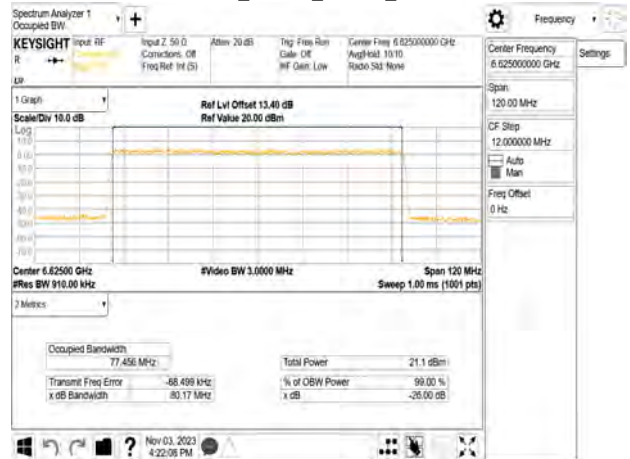 Spectrum Analyzer 1
Occupied BW
+
Frequency
KEYSIGHT
Input: RF
R
Input Z: 50 Ω
Corrections: Off
Freq Ref: Int (S)
Atten: 20 dB
Trig: Free Run
Gate: Off
#IF Gain: Low
Center Freq: 6.625000000 GHz
Avg|Hold: 10/10
Radio Std: None
Center Frequency
6.625000000 GHz
Settings
Span
120.00 MHz
CF Step
12.000000 MHz
Auto
Man
Freq Offset
0 Hz
1 Graph
Scale/Div 10.0 dB
Ref Lvl Offset 13.40 dB
Ref Value 20.00 dBm
Log
Center 6.62500 GHz
#Res BW 910.00 kHz
#Video BW 3.0000 MHz
Span 120 MHz
Sweep 1.00 ms (1001 pts)
2 Metrics
Occupied Bandwidth
77.456 MHz
Total Power
21.1 dBm
Transmit Freq Error
-68.499 kHz
% of OBW Power
99.00 %
x dB Bandwidth
80.17 MHz
x dB
-26.00 dB
?
Nov 03, 2023
4:22:08 PM